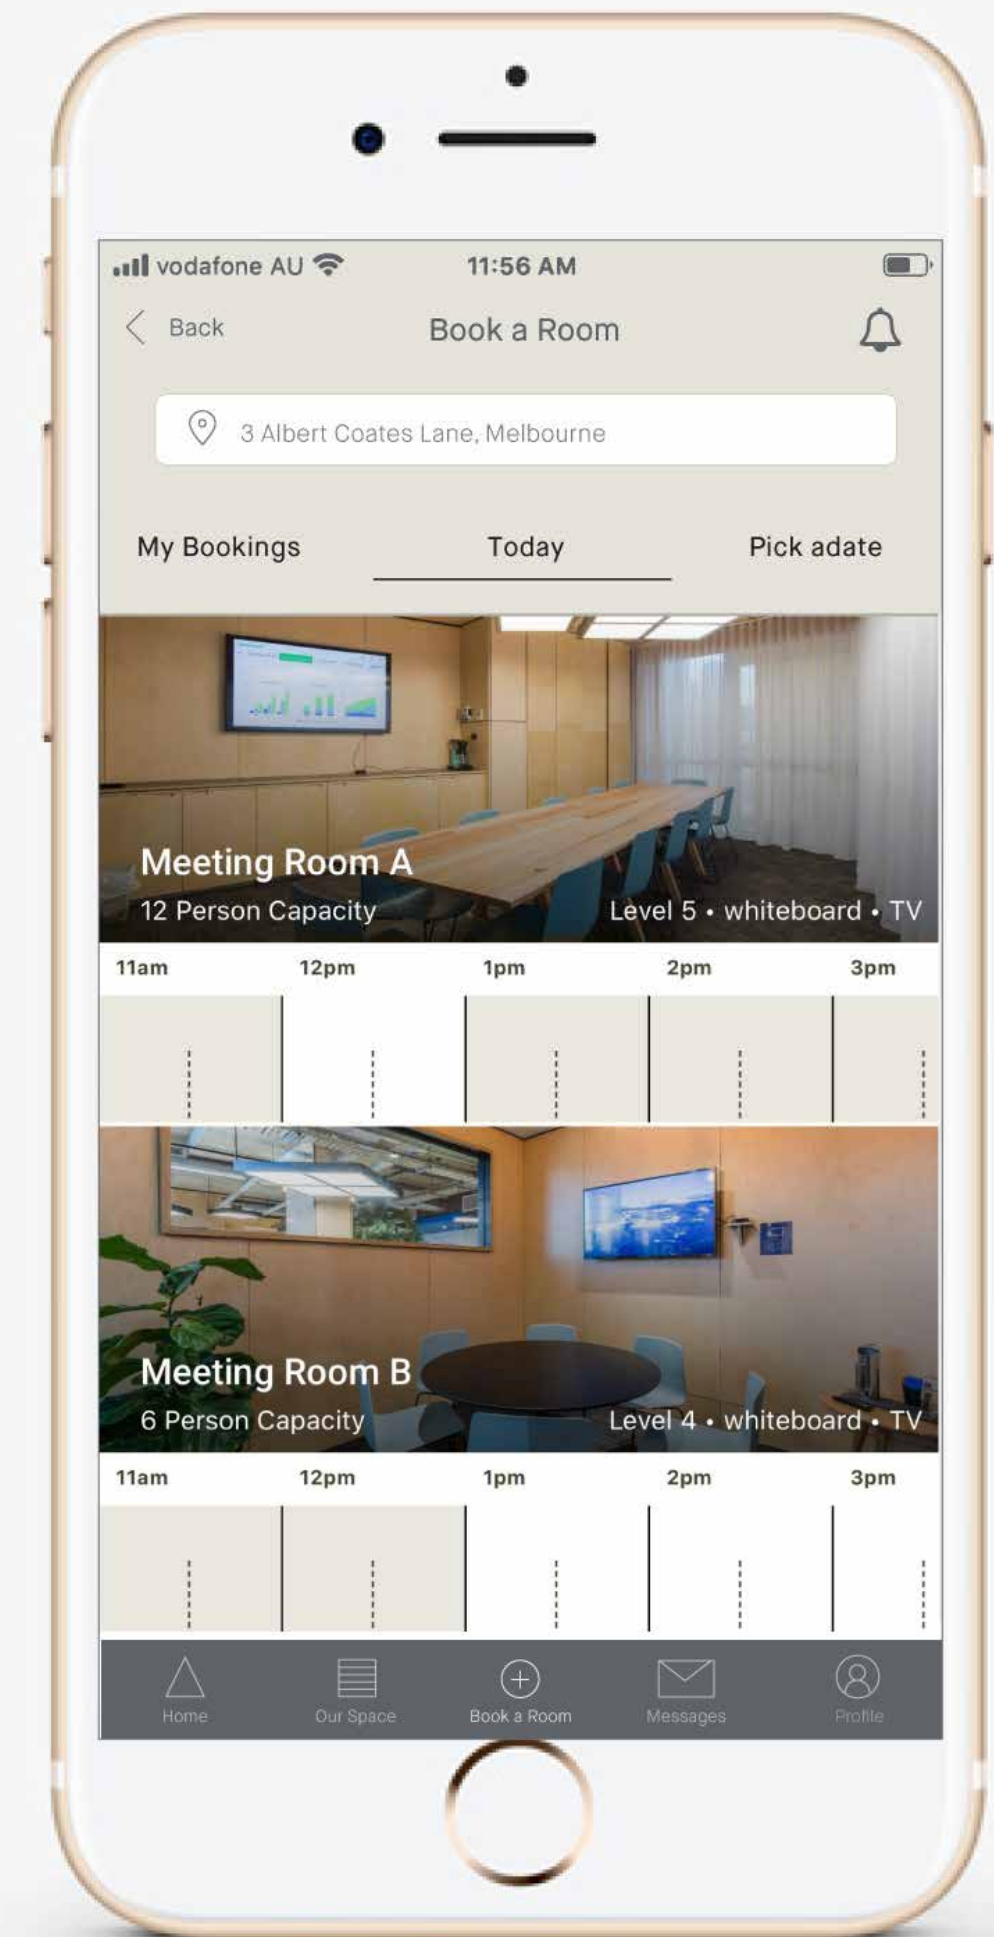 vodafone AU 11:56 AM
Back Book a Room
3 Albert Coates Lane, Melbourne
My Bookings Today Pick adate
Meeting Room A
12 Person Capacity Level 5 • whiteboard • TV
11am 12pm 1pm 2pm 3pm
Meeting Room B
6 Person Capacity Level 4 • whiteboard • TV
11am 12pm 1pm 2pm 3pm
Home Our Space Book a Room Messages Profile